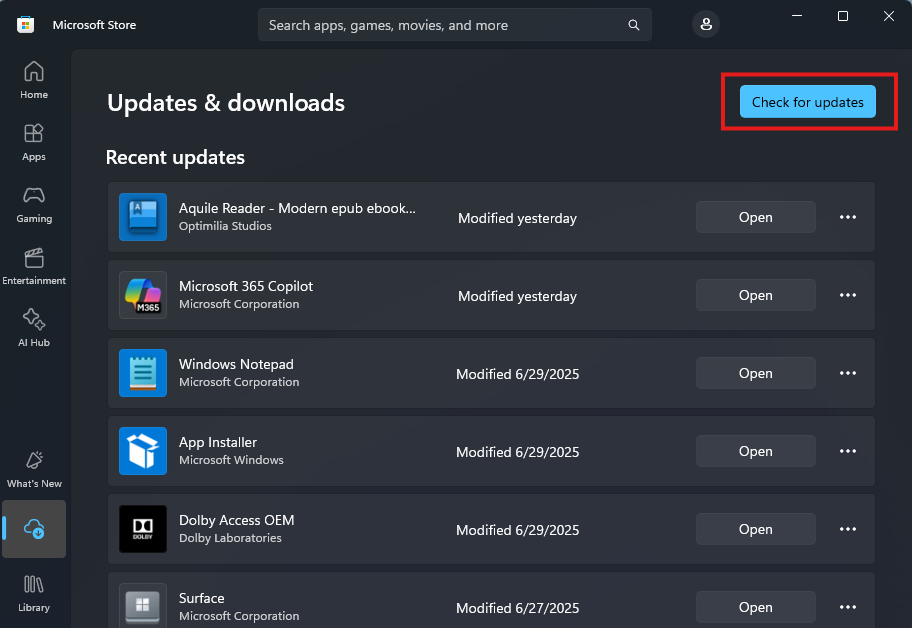 Microsoft Store
Search apps, games, movies, and more
Home
Apps
Gaming
Entertainment
AI Hub
What's New
Library
Updates & downloads
Check for updates
Recent updates
Aquile Reader - Modern epub ebook...
Optimilia Studios
Modified yesterday
Open
M365
Microsoft 365 Copilot
Microsoft Corporation
Modified yesterday
Open
Windows Notepad
Microsoft Corporation
Modified 6/29/2025
Open
App Installer
Microsoft Windows
Modified 6/29/2025
Open
DOLBY
Dolby Access OEM
Dolby Laboratories
Modified 6/29/2025
Open
Surface
Microsoft Corporation
Modified 6/27/2025
Open